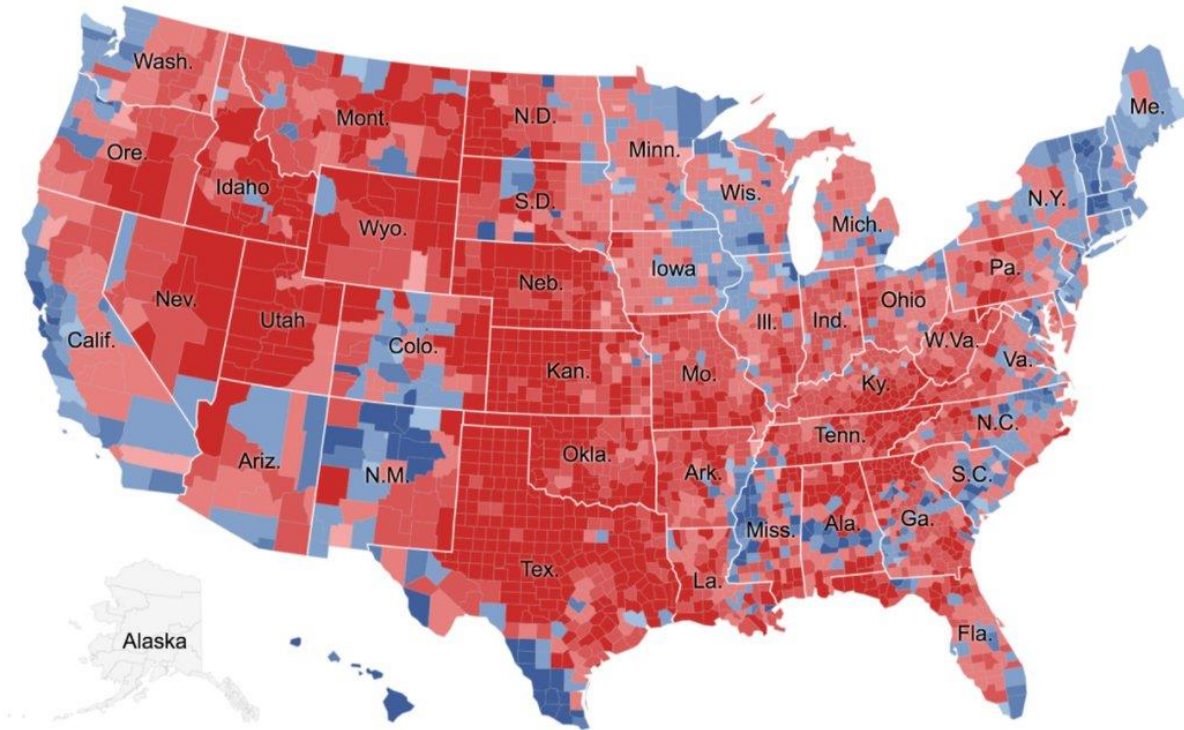 Wash.
Me.
Mont.
N.D.
Minn.
Ore.
Idaho
S.D.
Wis.
N.Y.
Wyo.
Mich.
Iowa
Pa.
Neb.
Nev.
Ohio
Utah
Ill.
Ind.
Calif.
Colo.
W.Va.
Va.
Kan.
Mo.
Ky.
N.C.
Tenn.
Okla.
Ariz.
N.M.
Ark.
S.C.
Miss.
Ala.
Ga.
Tex.
La.
Fla.
Alaska